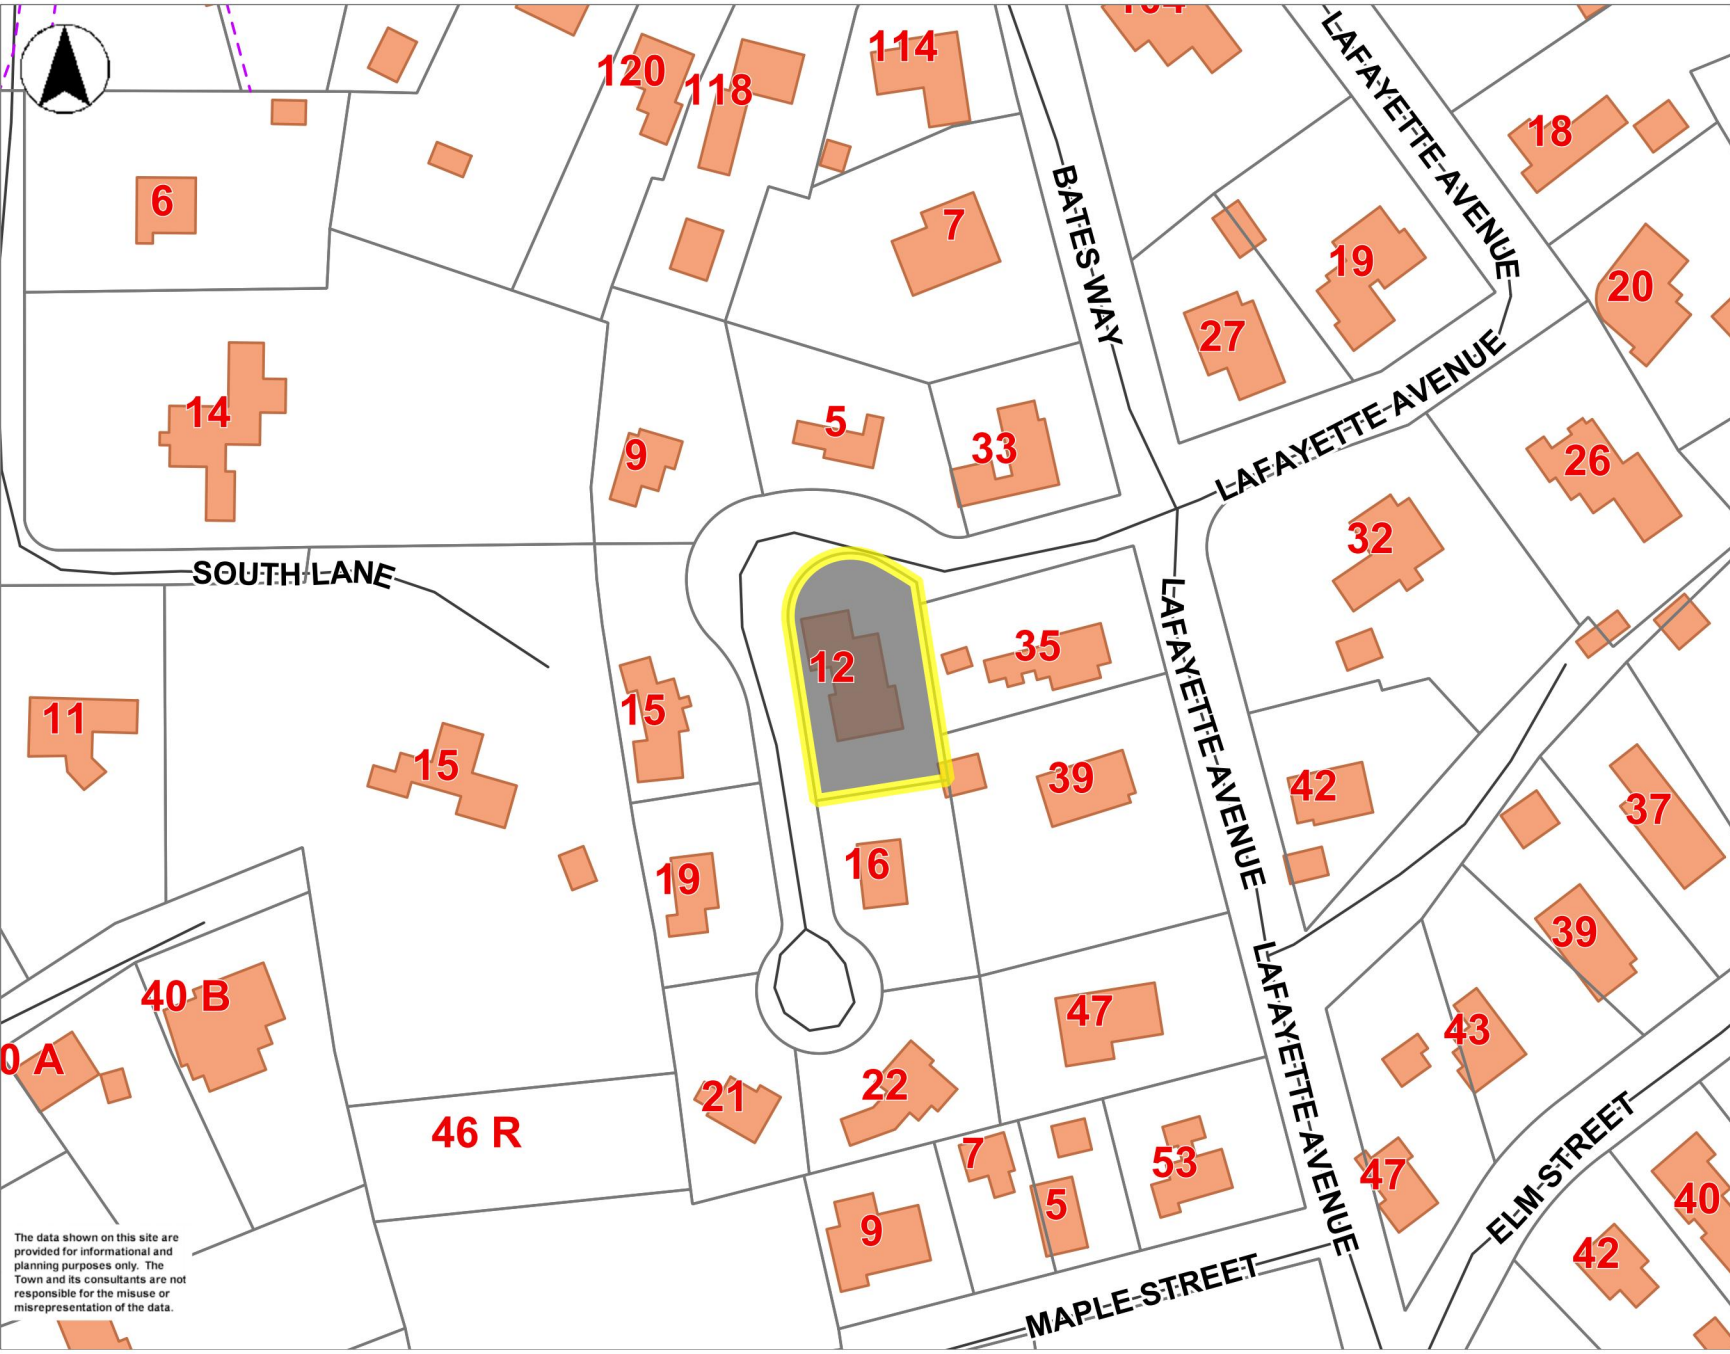 120
118
114
104
LAFAYETTE AVENUE
18
6
7
BATES WAY
19
20
27
14
9
5
33
LAFAYETTE AVENUE
26
32
SOUTH LANE
12
35
LAFAYETTE AVENUE
11
15
15
39
42
37
19
16
39
40 B
0 A
47
43
LAFAYETTE AVENUE
46 R
21
22
7
53
5
9
47
ELM STREET
40
42
MAPLE STREET
The data shown on this site are
provided for informational and
planning purposes only. The
Town and its consultants are not
responsible for the misuse or
misrepresentation of the data.